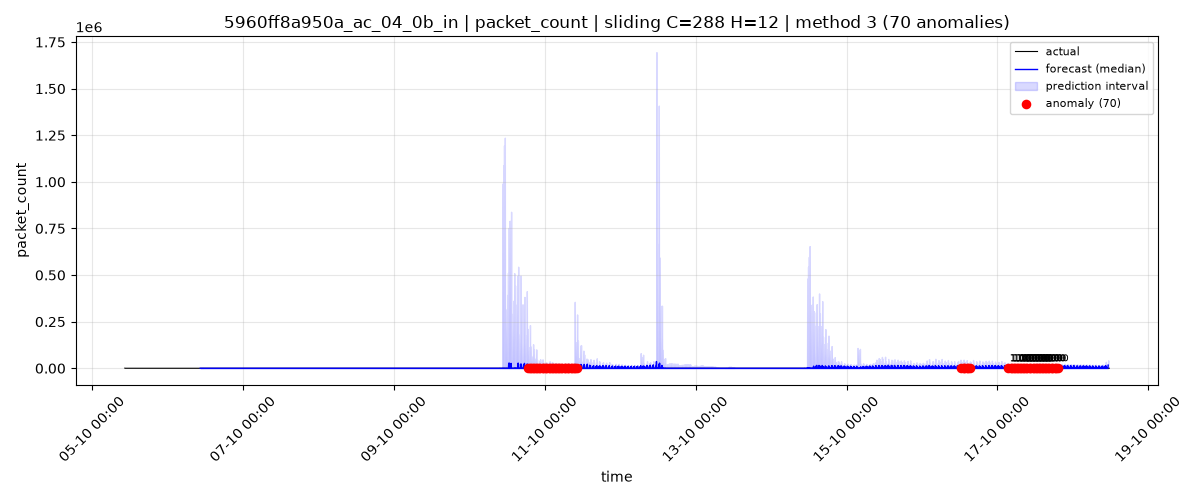 5960ff8a950a_ac_04_0b_in | packet_count | sliding C=288 H=12 | method 3 (70 anomalies)
1e6
1.75
1.50
1.25
1.00
0.75
0.50
0.25
0.00
packet_count
actual
forecast (median)
prediction interval
anomaly (70)
05-10 00:00
07-10 00:00
09-10 00:00
11-10 00:00
13-10 00:00
15-10 00:00
17-10 00:00
19-10 00:00
time